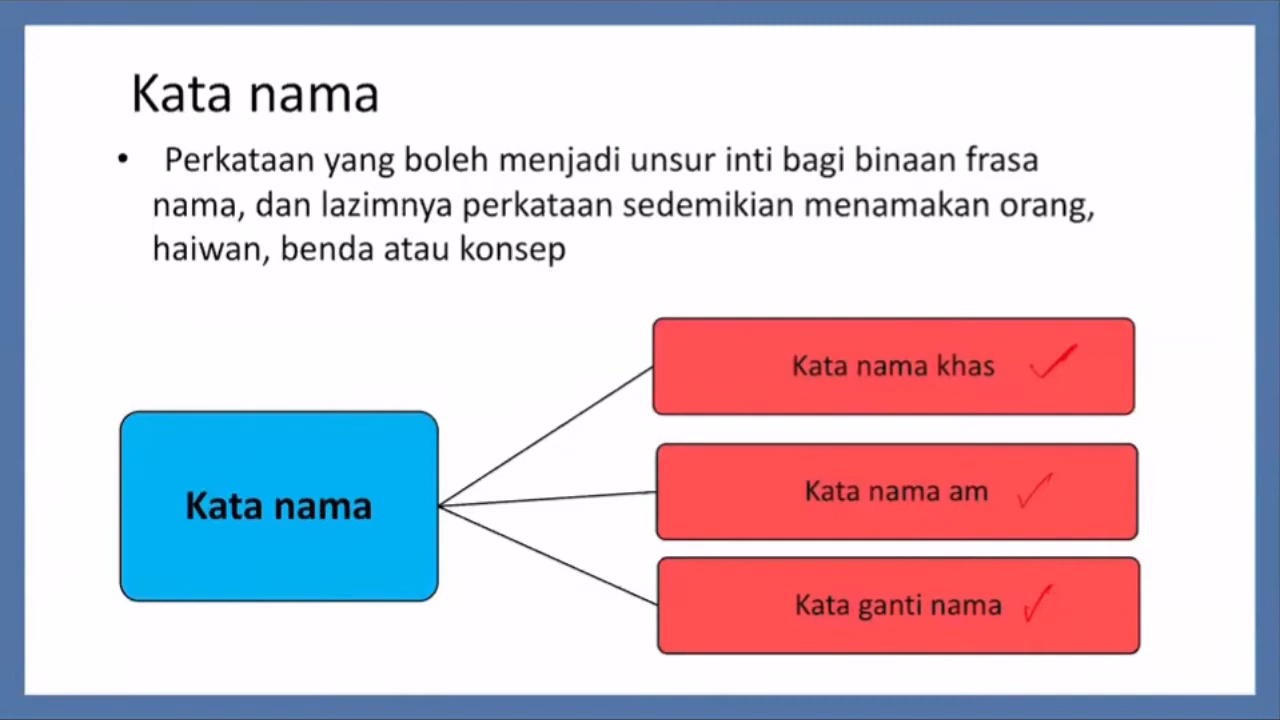 Kata nama
• Perkataan yang boleh menjadi unsur inti bagi binaan frasa
nama, dan lazimnya perkataan sedemikian menamakan orang,
haiwan, benda atau konsep
Kata nama
Kata nama khas
Kata nama am
Kata ganti nama